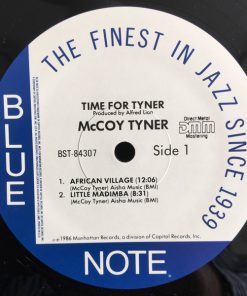 THE FINEST IN JAZZ SINCE 1939
BLUE
NOTE
TIME FOR TYNER
Produced by Alfred Lion
McCOY TYNER
Direct Metal
DMM
Mastering
BST-84307
Side 1
1. AFRICAN VILLAGE (12:06)
(McCoy Tyner) Aisha Music (BMI)
2. LITTLE MADIMBA (8:31)
(McCoy Tyner) Aisha Music (BMI)
℗1986 Manhattan Records, a division of Capitol Records, Inc.